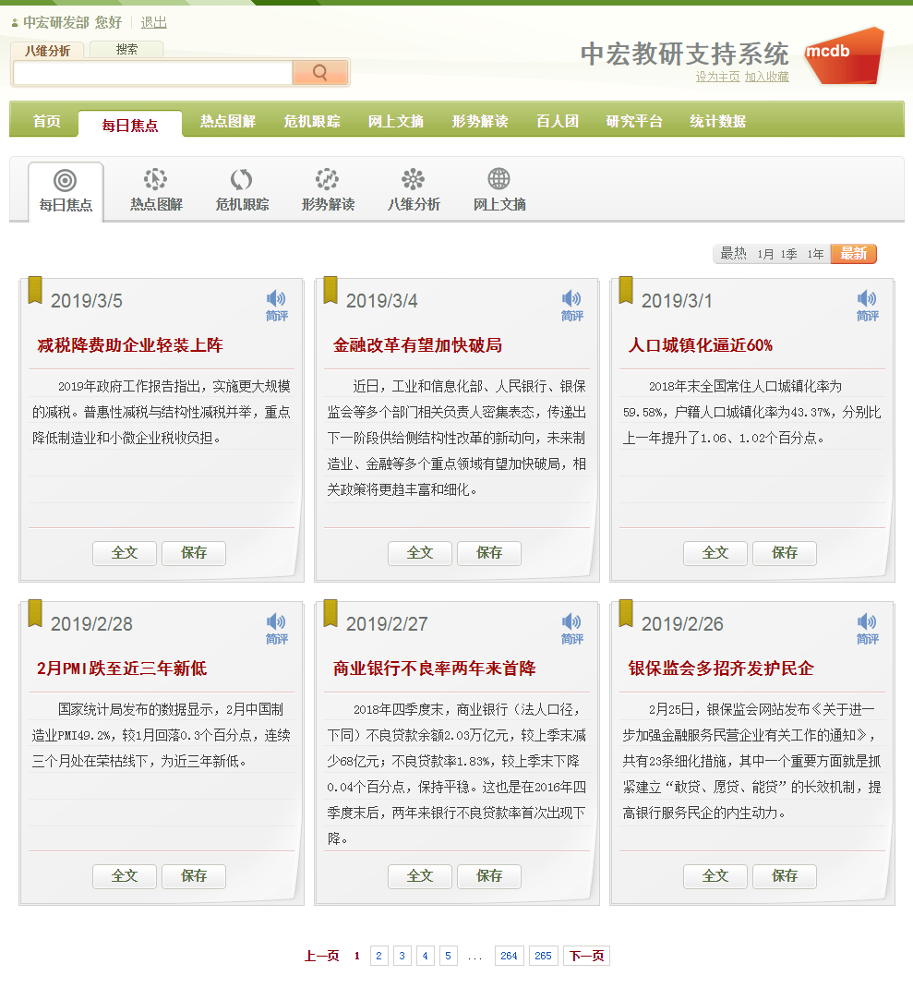 中宏研发部 您好 退出
八维分析 搜索
中宏教研支持系统
mcdb
设为主页 加入收藏
首页 每日焦点 热点图解 危机跟踪 网上文摘 形势解读 百人团 研究平台 统计数据
每日焦点 热点图解 危机跟踪 形势解读 八维分析 网上文摘
最热 1月 1季 1年 最新
2019/3/5
简评
减税降费助企业轻装上阵
2019年政府工作报告指出，实施更大规模
的减税。普惠性减税与结构性减税并举，重点
降低制造业和小微企业税收负担。
全文 保存
2019/3/4
简评
金融改革有望加快破局
近日，工业和信息化部、人民银行、银保
监会等多个部门相关负责人密集表态，传递出
下一阶段供给侧结构性改革的新动向，未来制
造业、金融等多个重点领域有望加快破局，相
关政策将更趋丰富和细化。
全文 保存
2019/3/1
简评
人口城镇化逼近60%
2018年末全国常住人口城镇化率为
59.58%，户籍人口城镇化率为43.37%，分别比
上一年提升了1.06、1.02个百分点。
全文 保存
2019/2/28
简评
2月PMI跌至近三年新低
国家统计局发布的数据显示，2月中国制
造业PMI49.2%，较1月回落0.3个百分点，连续
三个月处在荣枯线下，为近三年新低。
全文 保存
2019/2/27
简评
商业银行不良率两年来首降
2018年四季度末，商业银行（法人口径，
下同）不良贷款余额2.03万亿元，较上季末减
少68亿元；不良贷款率1.83%，较上季末下降
0.04个百分点，保持平稳。这也是在2016年四
季度末后，两年来银行不良贷款率首次出现下
降。
全文 保存
2019/2/26
简评
银保监会多招齐发护民企
2月25日，银保监会网站发布《关于进一
步加强金融服务民营企业有关工作的通知》，
共有23条细化措施，其中一个重要方面就是抓
紧建立“敢贷、愿贷、能贷”的长效机制，提
高银行服务民企的内生动力。
全文 保存
上一页 1 2 3 4 5 ... 264 265 下一页